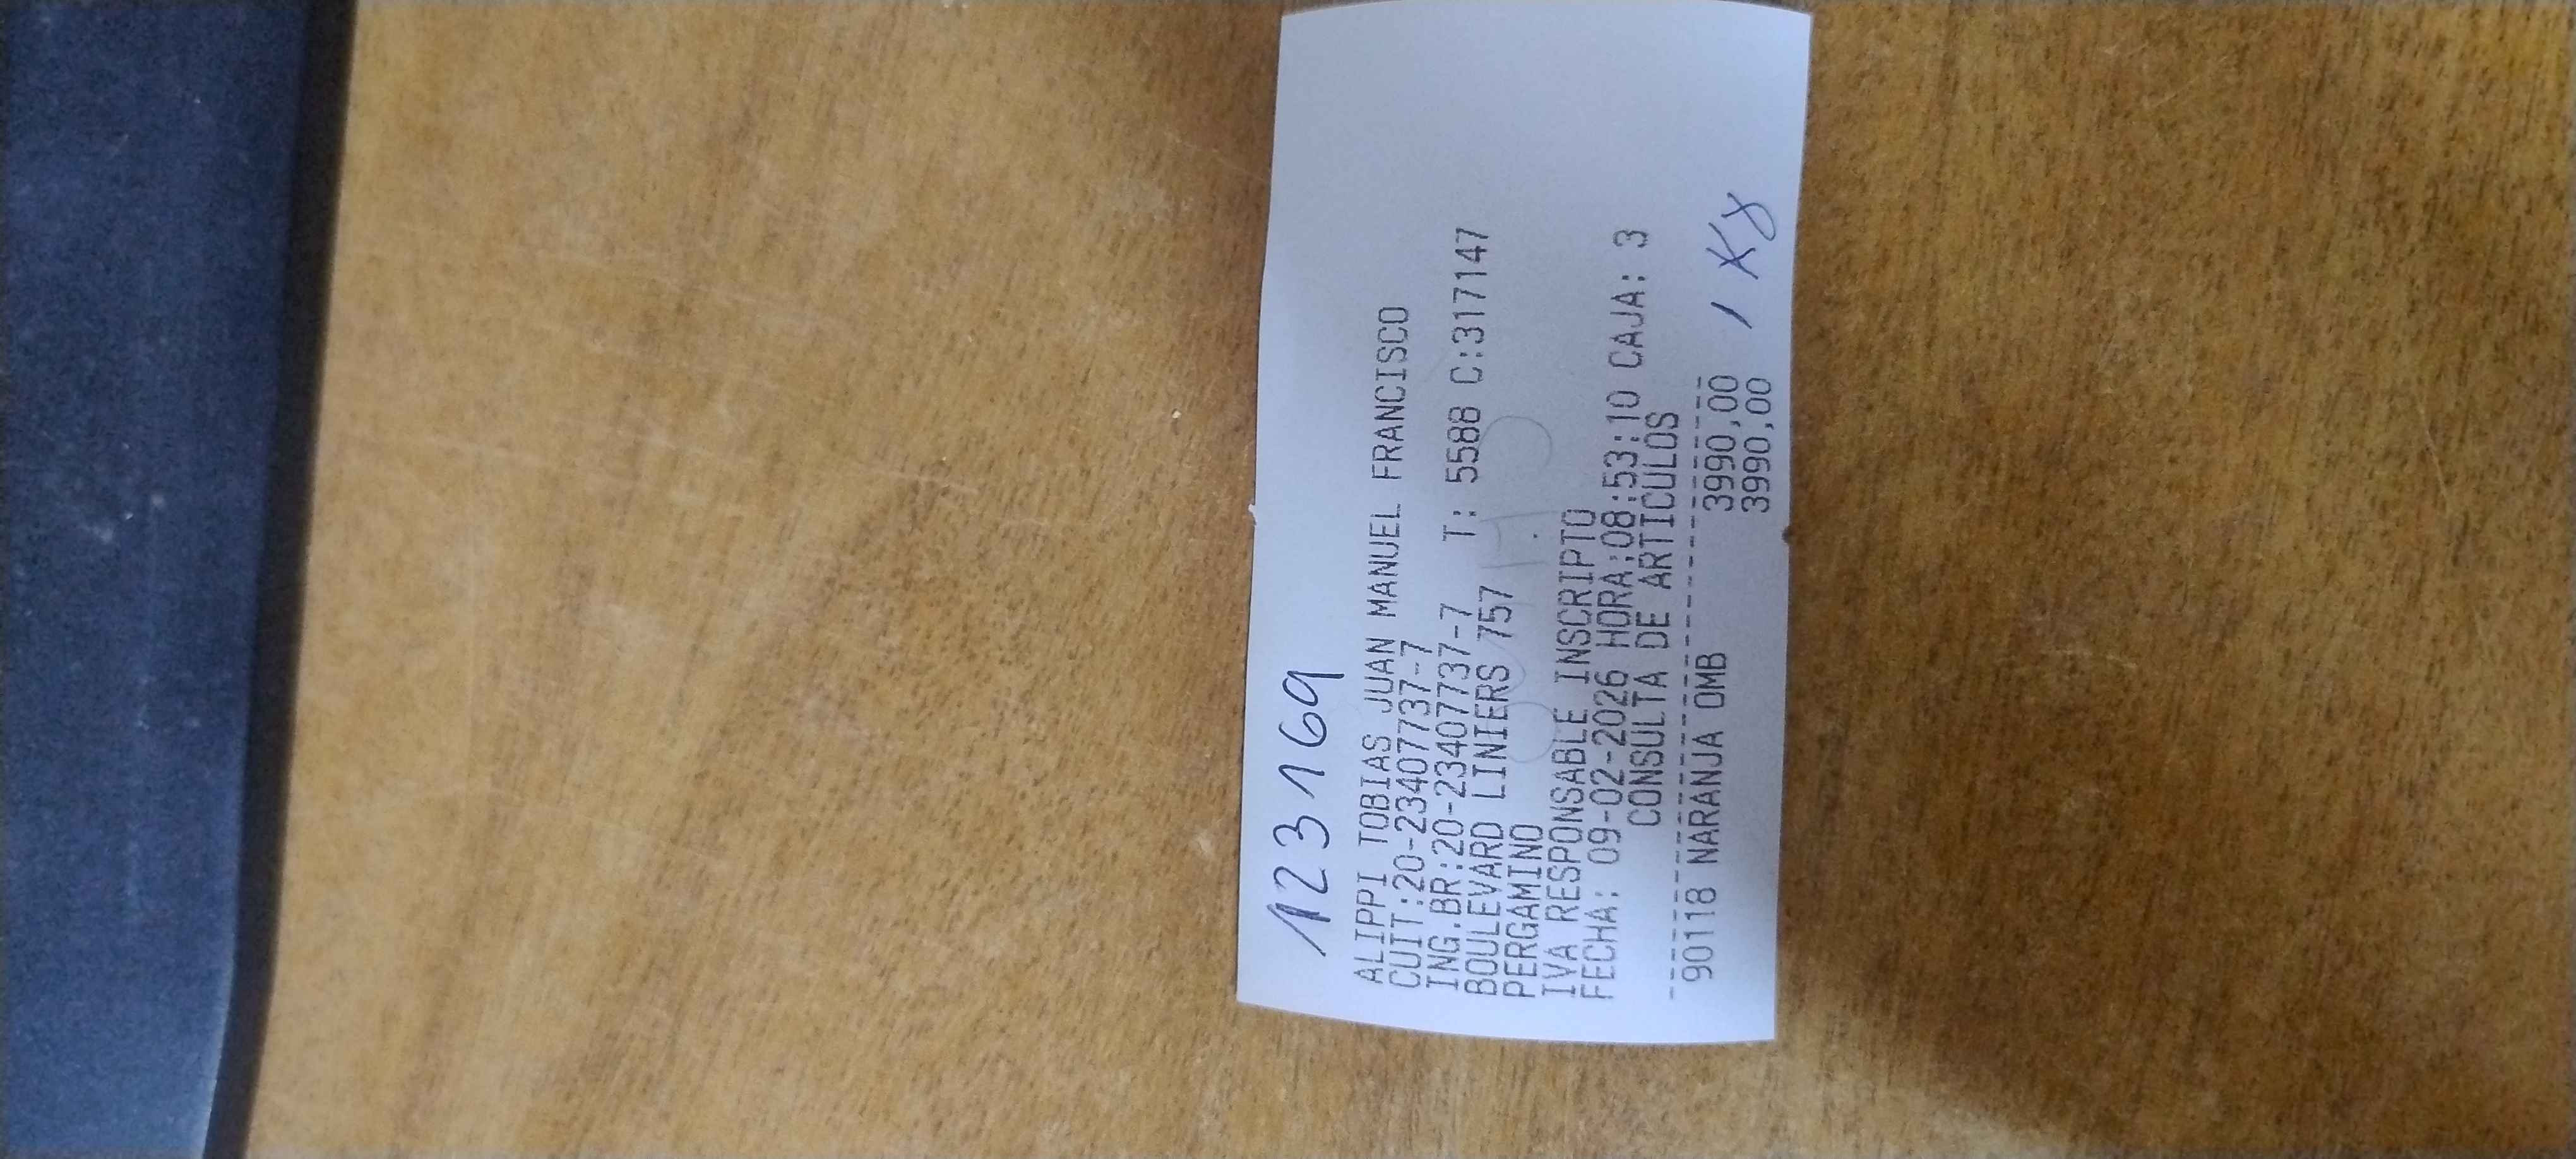 123169
ALIPPI TOBIAS JUAN MANUEL FRANCISCO
CUIT:20-23407737-7
ING.BR:20-23407737-7 T: 5588 C:317147
BOULEVARD LINIERS 757
PERGAMINO
IVA RESPONSABLE INSCRIPTO
FECHA: 09-02-2026 HORA:08:53:10 CAJA: 3
CONSULTA DE ARTICULOS
90118 NARANJA OMB
3990,00 1 Kg
3990,00